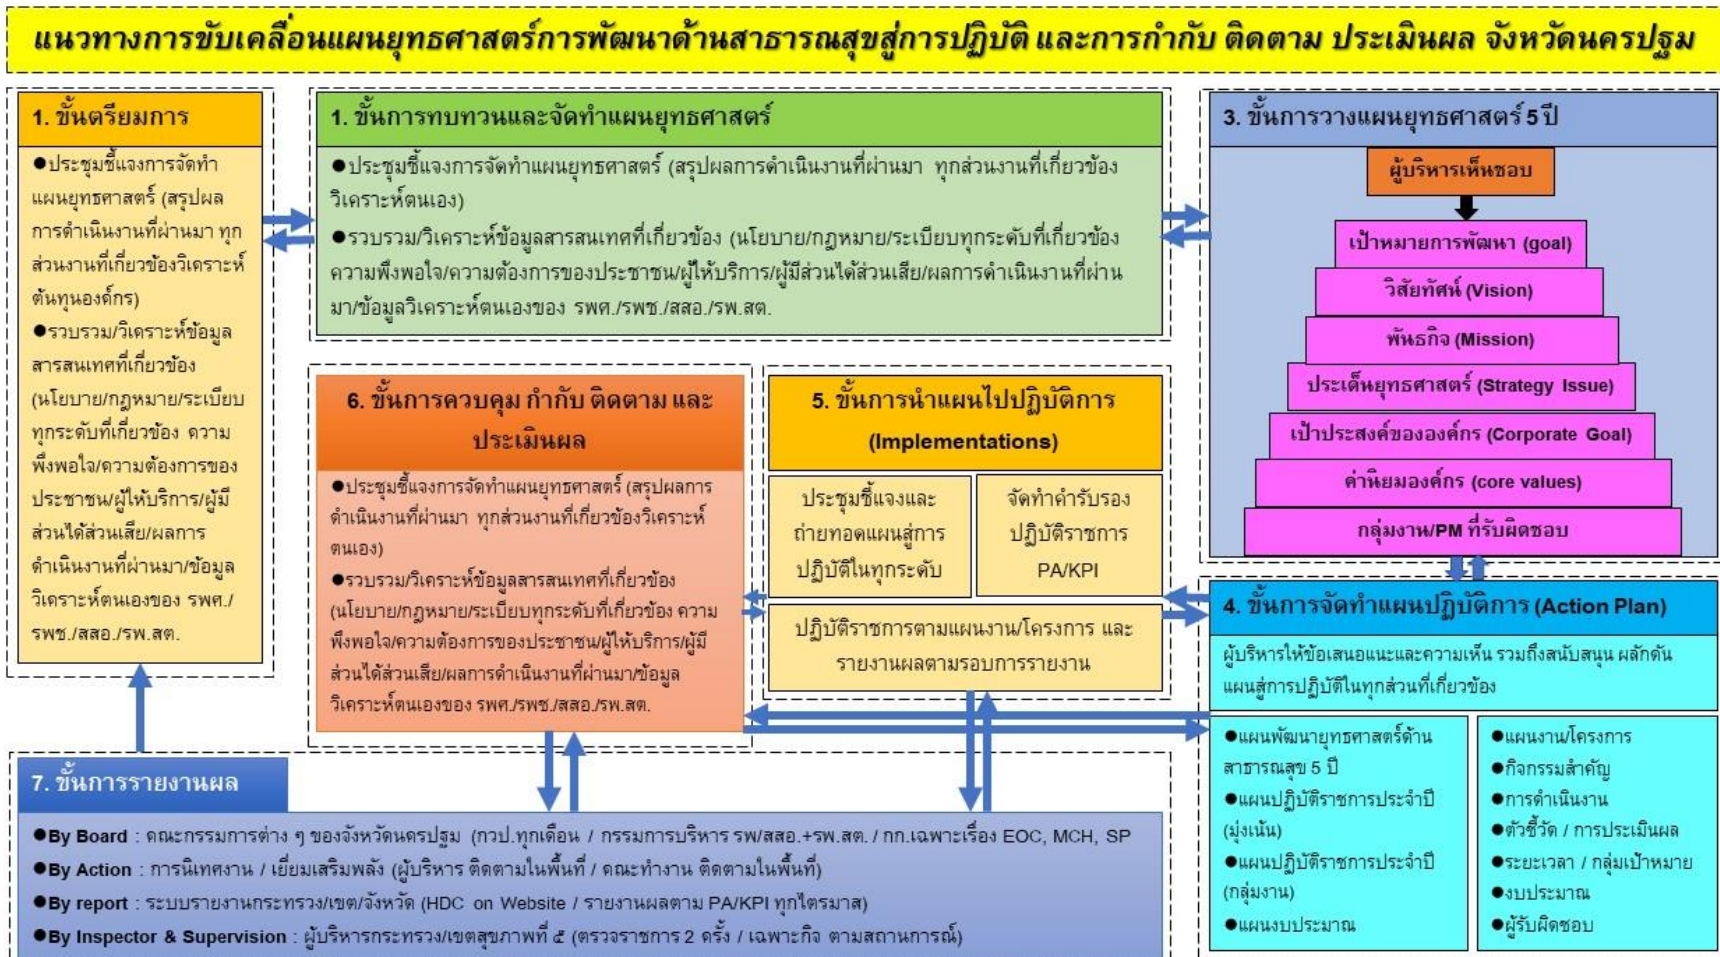 แนวทางการขับเคลื่อนแผนยุทธศาสตร์การพัฒนาด้านสาธารณสุขสู่การปฏิบัติ และการกำกับ ติดตาม ประเมินผล จังหวัดนครปฐม
1. ขั้นตรียมการ
●ประชุมชี้แจงการจัดทำ
แผนยุทธศาสตร์ (สรุปผล
การดำเนินงานที่ผ่านมา ทุก
ส่วนงานที่เกี่ยวข้องวิเคราะห์
ต้นทุนองค์กร)
●รวบรวม/วิเคราะห์ข้อมูล
สารสนเทศที่เกี่ยวข้อง
(นโยบาย/กฎหมาย/ระเบียบ
ทุกระดับที่เกี่ยวข้อง ความ
พึงพอใจ/ความต้องการของ
ประชาชน/ผู้ให้บริการ/ผู้มี
ส่วนได้ส่วนเสีย/ผลการ
ดำเนินงานที่ผ่านมา/ข้อมูล
วิเคราะห์ตนเองของ รพศ./
รพช./สสอ./รพ.สต.
1. ขั้นการทบทวนและจัดทำแผนยุทธศาสตร์
●ประชุมชี้แจงการจัดทำแผนยุทธศาสตร์ (สรุปผลการดำเนินงานที่ผ่านมา ทุกส่วนงานที่เกี่ยวข้อง
วิเคราะห์ตนเอง)
●รวบรวม/วิเคราะห์ข้อมูลสารสนเทศที่เกี่ยวข้อง (นโยบาย/กฎหมาย/ระเบียบทุกระดับที่เกี่ยวข้อง
ความพึงพอใจ/ความต้องการของประชาชน/ผู้ให้บริการ/ผู้มีส่วนได้ส่วนเสีย/ผลการดำเนินงานที่ผ่าน
มา/ข้อมูลวิเคราะห์ตนเองของ รพศ./รพช./สสอ./รพ.สต.
3. ขั้นการวางแผนยุทธศาสตร์ 5 ปี
ผู้บริหารเห็นชอบ
เป้าหมายการพัฒนา (goal)
วิสัยทัศน์ (Vision)
พันธกิจ (Mission)
ประเด็นยุทธศาสตร์ (Strategy Issue)
เป้าประสงค์ขององค์กร (Corporate Goal)
ค่านิยมองค์กร (core values)
กลุ่มงาน/PM ที่รับผิดชอบ
6. ขั้นการควบคุม กำกับ ติดตาม และ
ประเมินผล
●ประชุมชี้แจงการจัดทำแผนยุทธศาสตร์ (สรุปผลการ
ดำเนินงานที่ผ่านมา ทุกส่วนงานที่เกี่ยวข้องวิเคราะห์
ตนเอง)
●รวบรวม/วิเคราะห์ข้อมูลสารสนเทศที่เกี่ยวข้อง
(นโยบาย/กฎหมาย/ระเบียบทุกระดับที่เกี่ยวข้อง ความ
พึงพอใจ/ความต้องการของประชาชน/ผู้ให้บริการ/ผู้มี
ส่วนได้ส่วนเสีย/ผลการดำเนินงานที่ผ่านมา/ข้อมูล
วิเคราะห์ตนเองของ รพศ./รพช./สสอ./รพ.สต.
5. ขั้นการนำแผนไปปฏิบัติการ
(Implementations)
ประชุมชี้แจงและ
ถ่ายทอดแผนสู่การ
ปฏิบัติในทุกระดับ
จัดทำคำรับรอง
ปฏิบัติราชการ
PA/KPI
ปฏิบัติราชการตามแผนงาน/โครงการ และ
รายงานผลตามรอบการรายงาน
4. ขั้นการจัดทำแผนปฏิบัติการ (Action Plan)
ผู้บริหารให้ข้อเสนอแนะและความเห็น รวมถึงสนับสนุน ผลักดัน
แผนสู่การปฏิบัติในทุกส่วนที่เกี่ยวข้อง
●แผนพัฒนายุทธศาสตร์ด้าน
สาธารณสุข 5 ปี
●แผนปฏิบัติราชการประจำปี
(มุ่งเน้น)
●แผนปฏิบัติราชการประจำปี
(กลุ่มงาน)
●แผนงบประมาณ
●แผนงาน/โครงการ
●กิจกรรมสำคัญ
●การดำเนินงาน
●ตัวชี้วัด / การประเมินผล
●ระยะเวลา / กลุ่มเป้าหมาย
●งบประมาณ
●ผู้รับผิดชอบ
7. ขั้นการรายงานผล
●By Board : คณะกรรมการต่าง ๆ ของจังหวัดนครปฐม (กวป.ทุกเดือน / กรรมการบริหาร รพ/สสอ.+รพ.สต. / กก.เฉพาะเรื่อง EOC, MCH, SP
●By Action : การนิเทศงาน / เยี่ยมเสริมพลัง (ผู้บริหาร ติดตามในพื้นที่ / คณะทำงาน ติดตามในพื้นที่)
●By report : ระบบรายงานกระทรวง/เขต/จังหวัด (HDC on Website / รายงานผลตาม PA/KPI ทุกไตรมาส)
●By Inspector & Supervision : ผู้บริหารกระทรวง/เขตสุขภาพที่ ๕ (ตรวจราชการ 2 ครั้ง / เฉพาะกิจ ตามสถานการณ์)